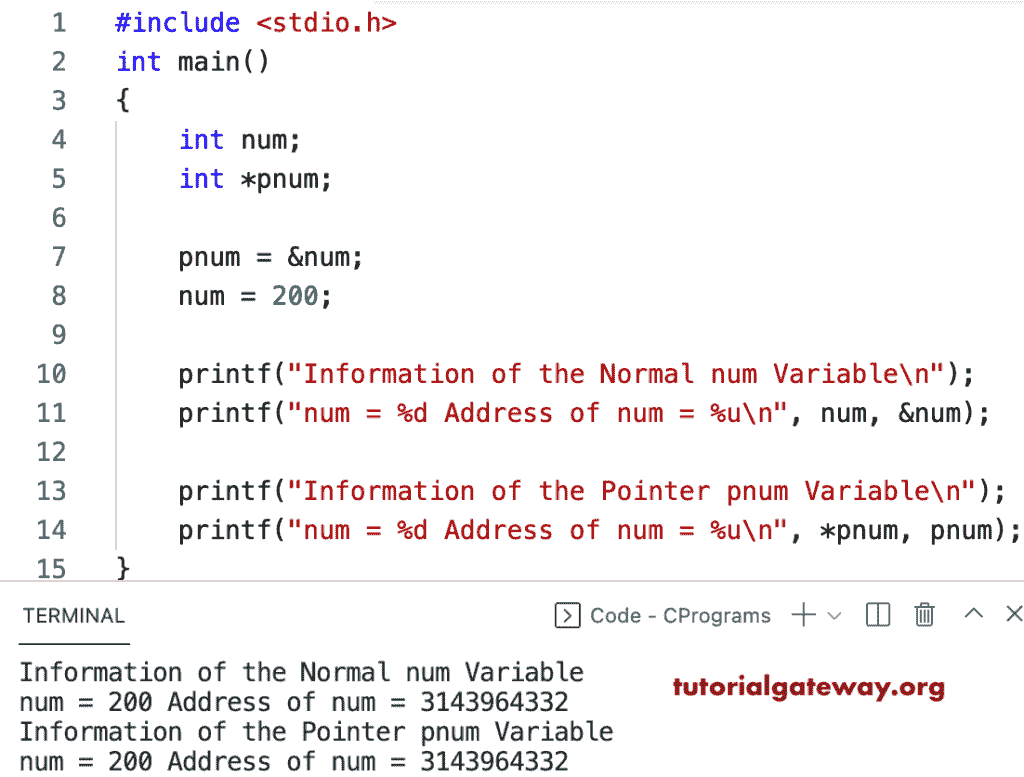 1 #include <stdio.h>
2 int main()
3 {
4 int num;
5 int *pnum;
6
7 pnum = &num;
8 num = 200;
9
10 printf("Information of the Normal num Variable\n");
11 printf("num = %d Address of num = %u\n", num, &num);
12
13 printf("Information of the Pointer pnum Variable\n");
14 printf("num = %d Address of num = %u\n", *pnum, pnum);
15 }
TERMINAL Code - CPrograms
Information of the Normal num Variable
num = 200 Address of num = 3143964332
tutorialgateway.org
Information of the Pointer pnum Variable
num = 200 Address of num = 3143964332